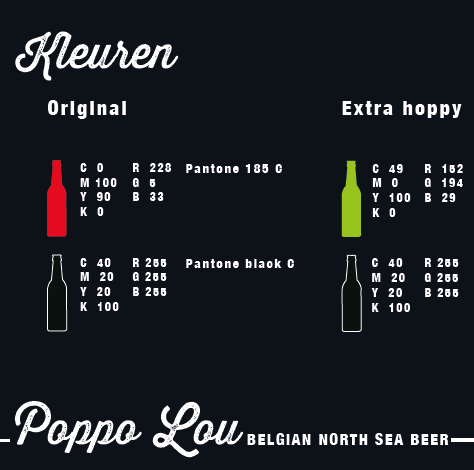 Kleuren
Original
Extra hoppy
C 0 R 228 Pantone 185 C
M 100 G 5
Y 90 B 33
K 0
C 49 R 152
M 0 G 194
Y 100 B 29
K 0
C 40 R 255 Pantone black C
M 20 G 255
Y 20 B 255
K 100
C 40 R 255
M 20 G 255
Y 20 B 255
K 100
Poppo Lou BELGIAN NORTH SEA BEER